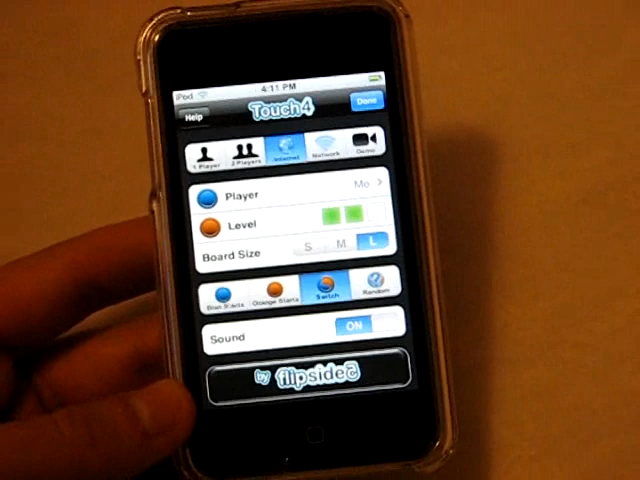 iPod 4:11 PM
Help Touch4 Done
1 Player 2 Players Internet Network Demo
Player Me
Level
Board Size S M L
Blue Starts Orange Starts Switch Random
Sound ON
by flipside5